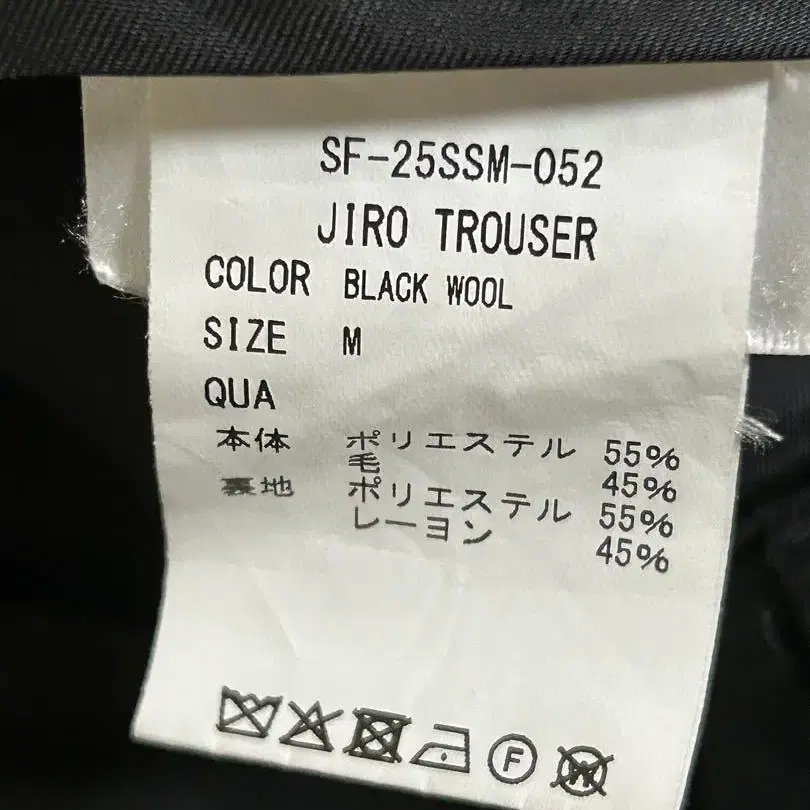 SF-25SSM-052
JIRO TROUSER
COLOR BLACK WOOL
SIZE M
QUA
本体 ポリエステル 55%
毛 45%
裏地 ポリエステル 55%
レーヨン 45%
F
W